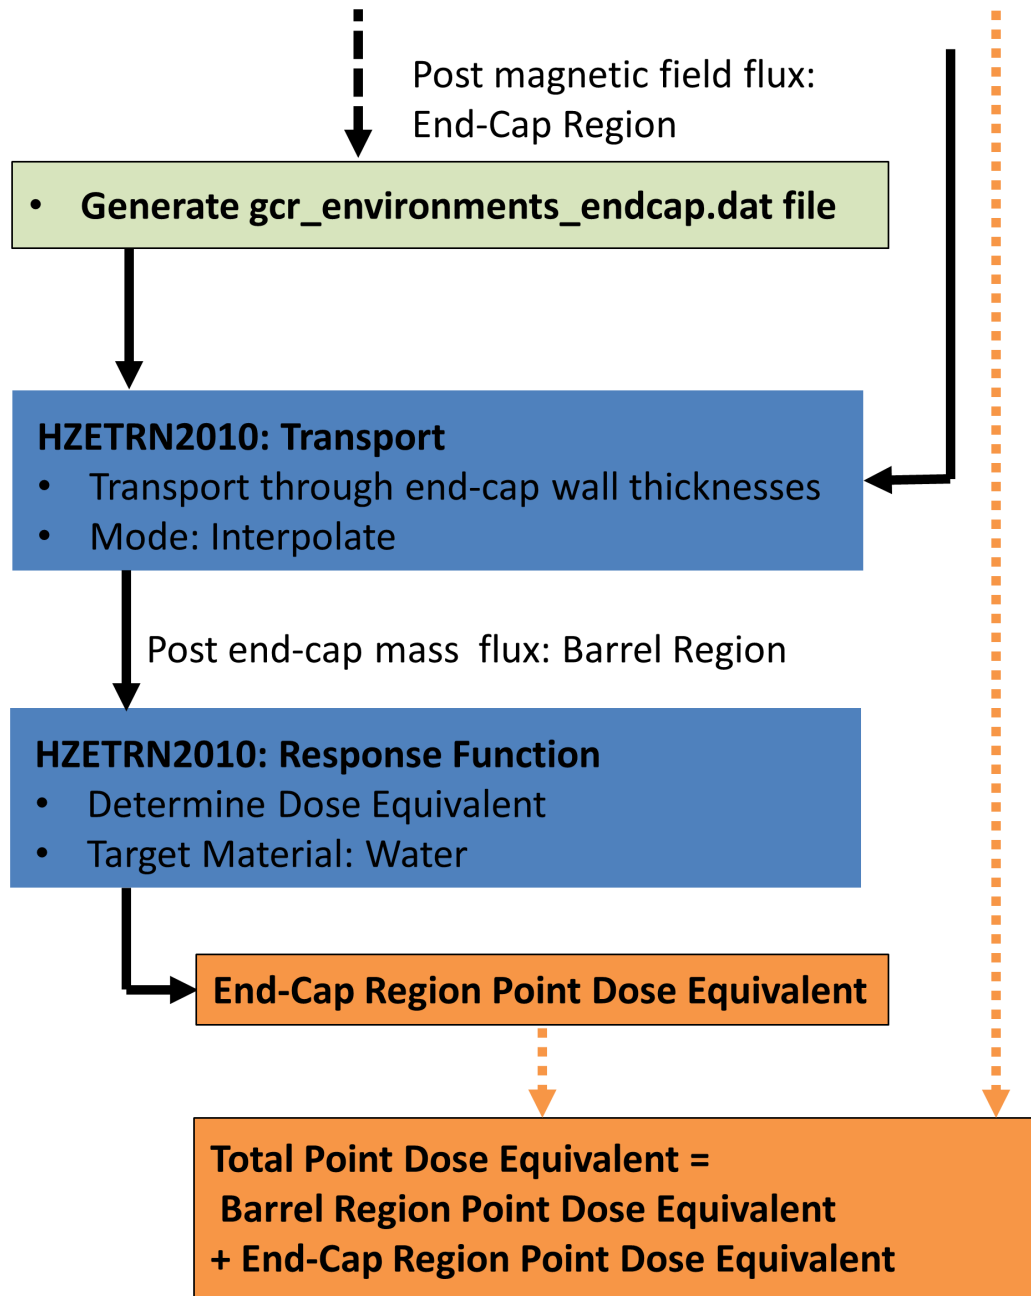 Post magnetic field flux:
End-Cap Region
• Generate gcr_environments_endcap.dat file
HZETRN2010: Transport
• Transport through end-cap wall thicknesses
• Mode: Interpolate
Post end-cap mass  flux: Barrel Region
HZETRN2010: Response Function
• Determine Dose Equivalent
• Target Material: Water
End-Cap Region Point Dose Equivalent
Total Point Dose Equivalent =
Barrel Region Point Dose Equivalent
+ End-Cap Region Point Dose Equivalent